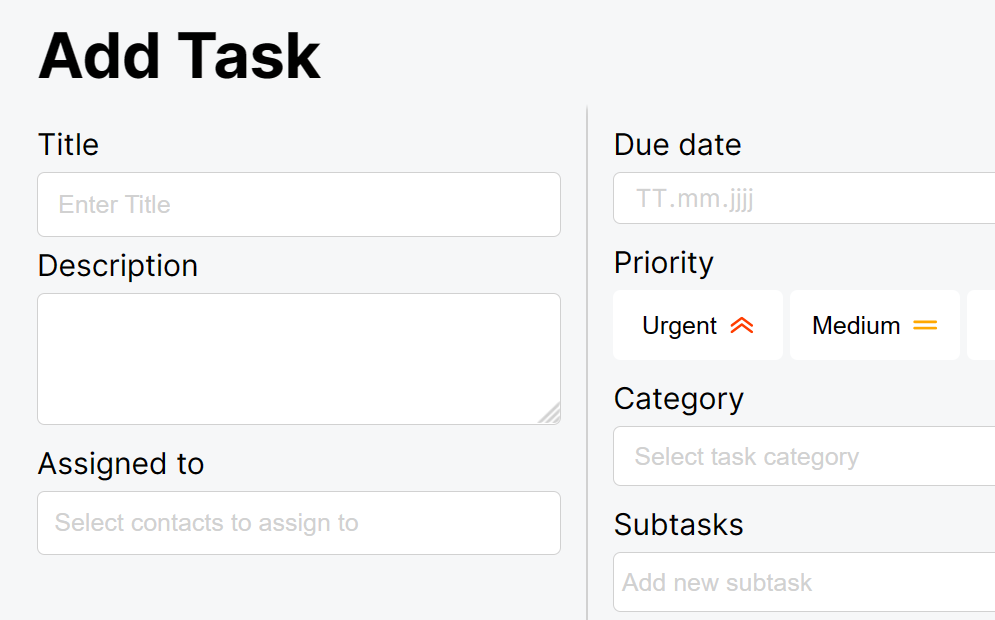 Add Task
Title
Enter Title
Description
Assigned to
Select contacts to assign to
Due date
TT.mm.jjjj
Priority
Urgent
Medium
Category
Select task category
Subtasks
Add new subtask